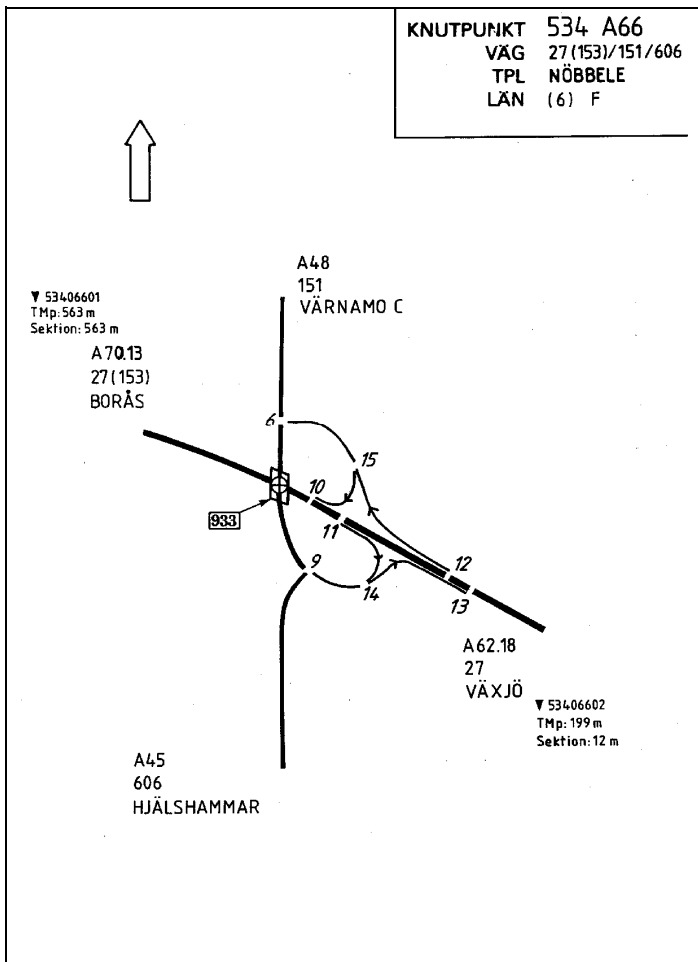 KNUTPUNKT 534 A66
VÄG 27(153)/151/606
TPL NÖBBELE
LÄN (6) F
A48
151
VÄRNAMO C
▼ 53406601
TMp: 563 m
Sektion: 563 m
A70.13
27(153)
BORÅS
6
15
10
11
933
9
14
12
13
A62.18
27
VÄXJÖ
▼ 53406602
TMp: 199 m
Sektion: 12 m
A45
606
HJÄLSHAMMAR